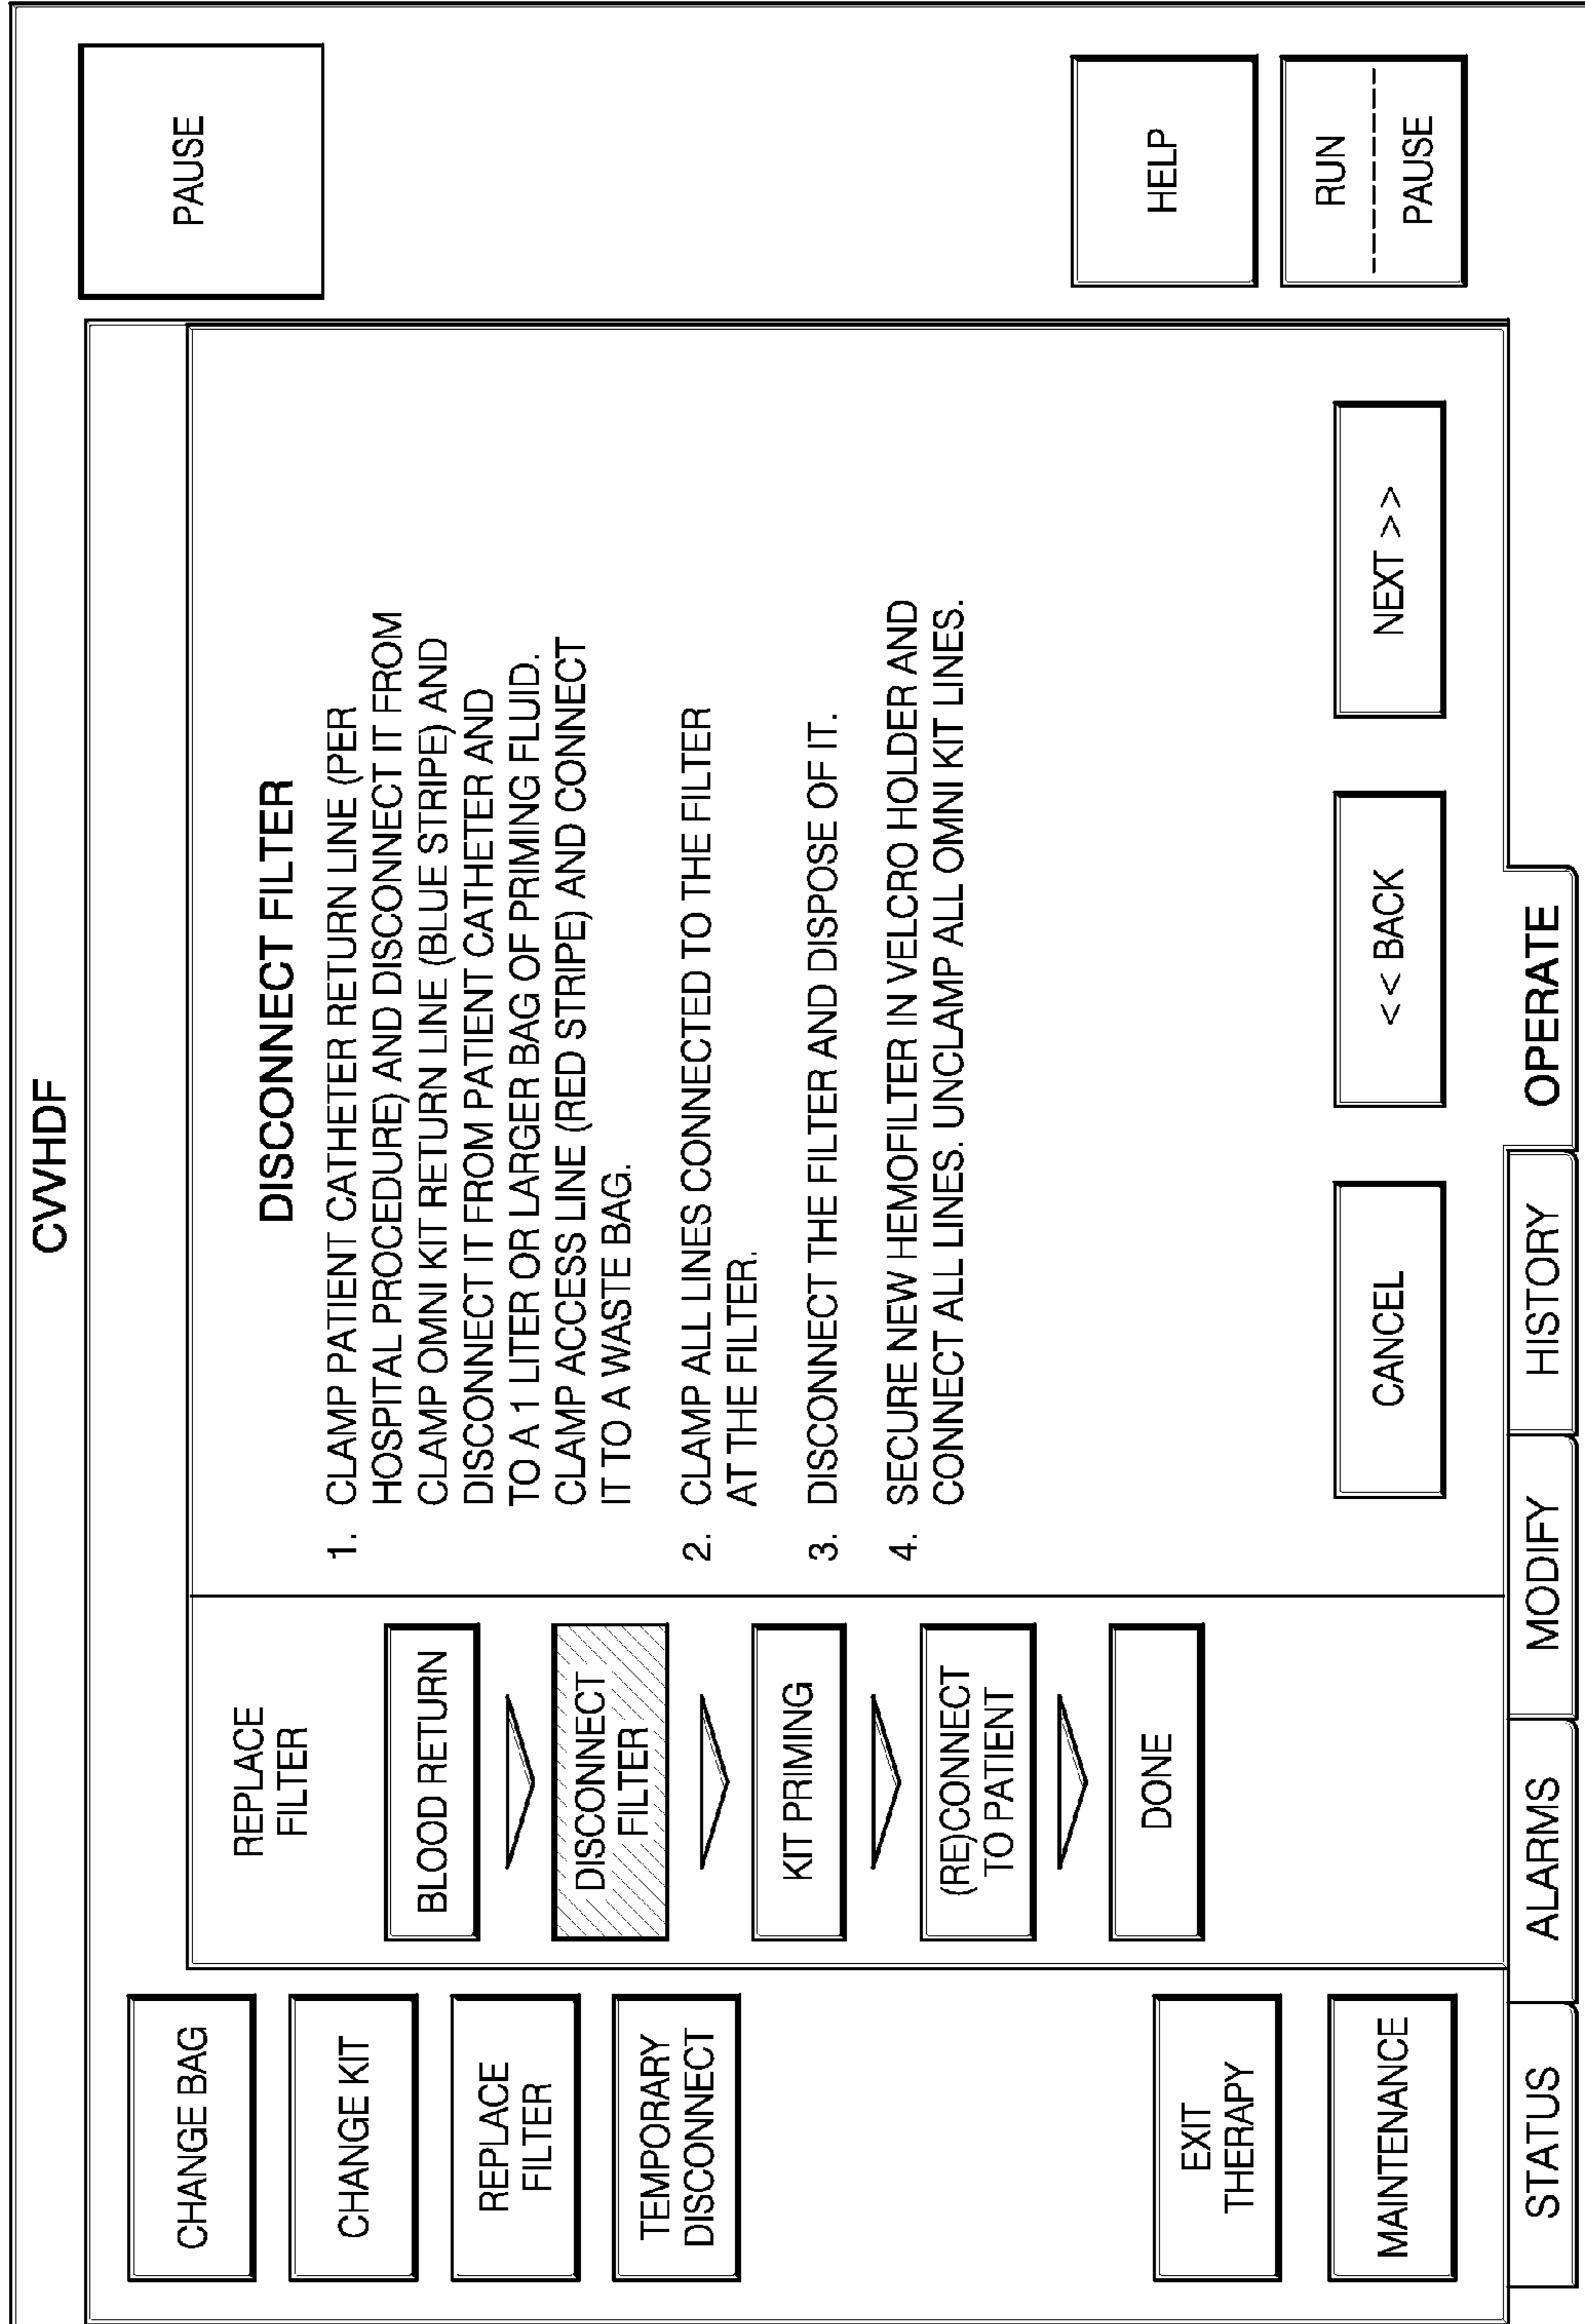 CVVHDF
PAUSE
CHANGE BAG
CHANGE KIT
REPLACE
FILTER
TEMPORARY
DISCONNECT
EXIT
THERAPY
MAINTENANCE
REPLACE
FILTER
BLOOD RETURN
DISCONNECT
FILTER
KIT PRIMING
(RE)CONNECT
TO PATIENT
DONE
DISCONNECT FILTER
1. CLAMP PATIENT CATHETER RETURN LINE (PER
HOSPITAL PROCEDURE) AND DISCONNECT IT FROM
CLAMP OMNI KIT RETURN LINE (BLUE STRIPE) AND
DISCONNECT IT FROM PATIENT CATHETER AND
TO A 1 LITER OR LARGER BAG OF PRIMING FLUID.
CLAMP ACCESS LINE (RED STRIPE) AND CONNECT
IT TO A WASTE BAG.
2. CLAMP ALL LINES CONNECTED TO THE FILTER
AT THE FILTER.
3. DISCONNECT THE FILTER AND DISPOSE OF IT.
4. SECURE NEW HEMOFILTER IN VELCRO HOLDER AND
CONNECT ALL LINES. UNCLAMP ALL OMNI KIT LINES.
CANCEL
<< BACK
NEXT >>
HELP
RUN
PAUSE
STATUS
ALARMS
MODIFY
HISTORY
OPERATE